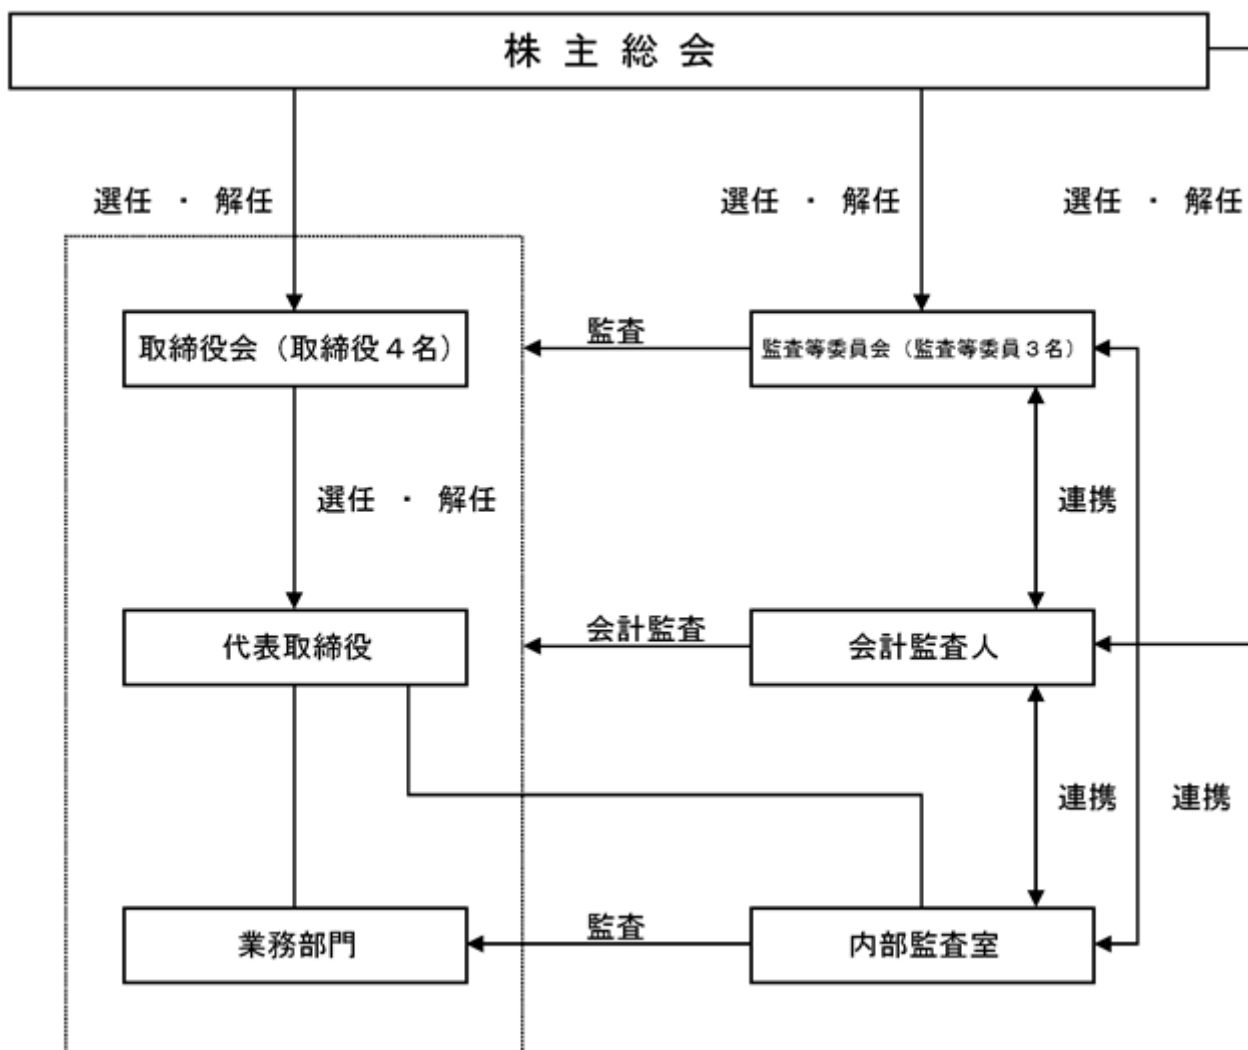 株主総会
選任 ・ 解任
選任 ・ 解任
選任 ・ 解任
取締役会（取締役４名）
監査
監査等委員会（監査等委員３名）
選任 ・ 解任
連携
代表取締役
会計監査
会計監査人
連携
連携
業務部門
監査
内部監査室